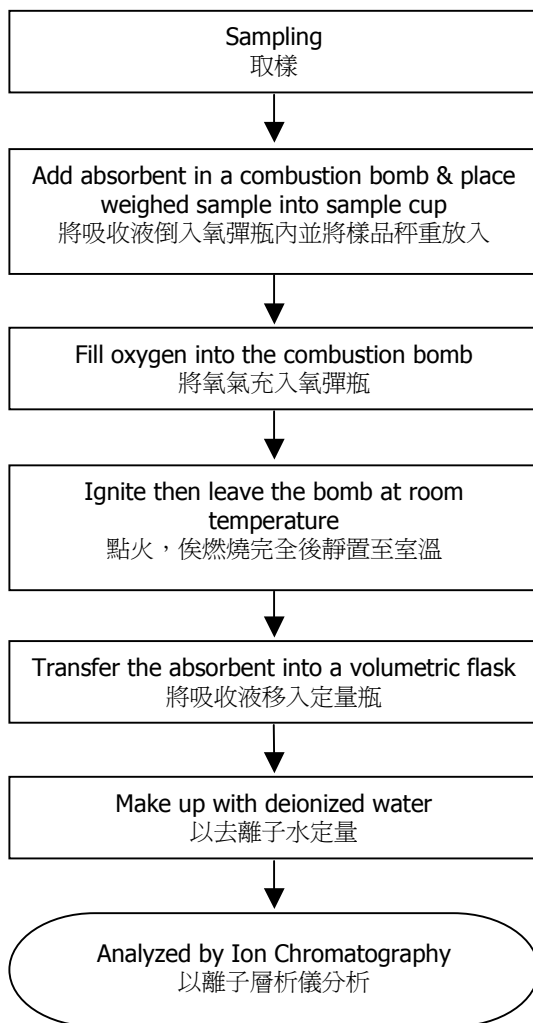 Sampling
取樣
Add absorbent in a combustion bomb & place
weighed sample into sample cup
將吸收液倒入氧彈瓶內並將樣品秤重放入
Fill oxygen into the combustion bomb
將氧氣充入氧彈瓶
Ignite then leave the bomb at room
temperature
點火，俟燃燒完全後靜置至室溫
Transfer the absorbent into a volumetric flask
將吸收液移入定量瓶
Make up with deionized water
以去離子水定量
Analyzed by Ion Chromatography
以離子層析儀分析